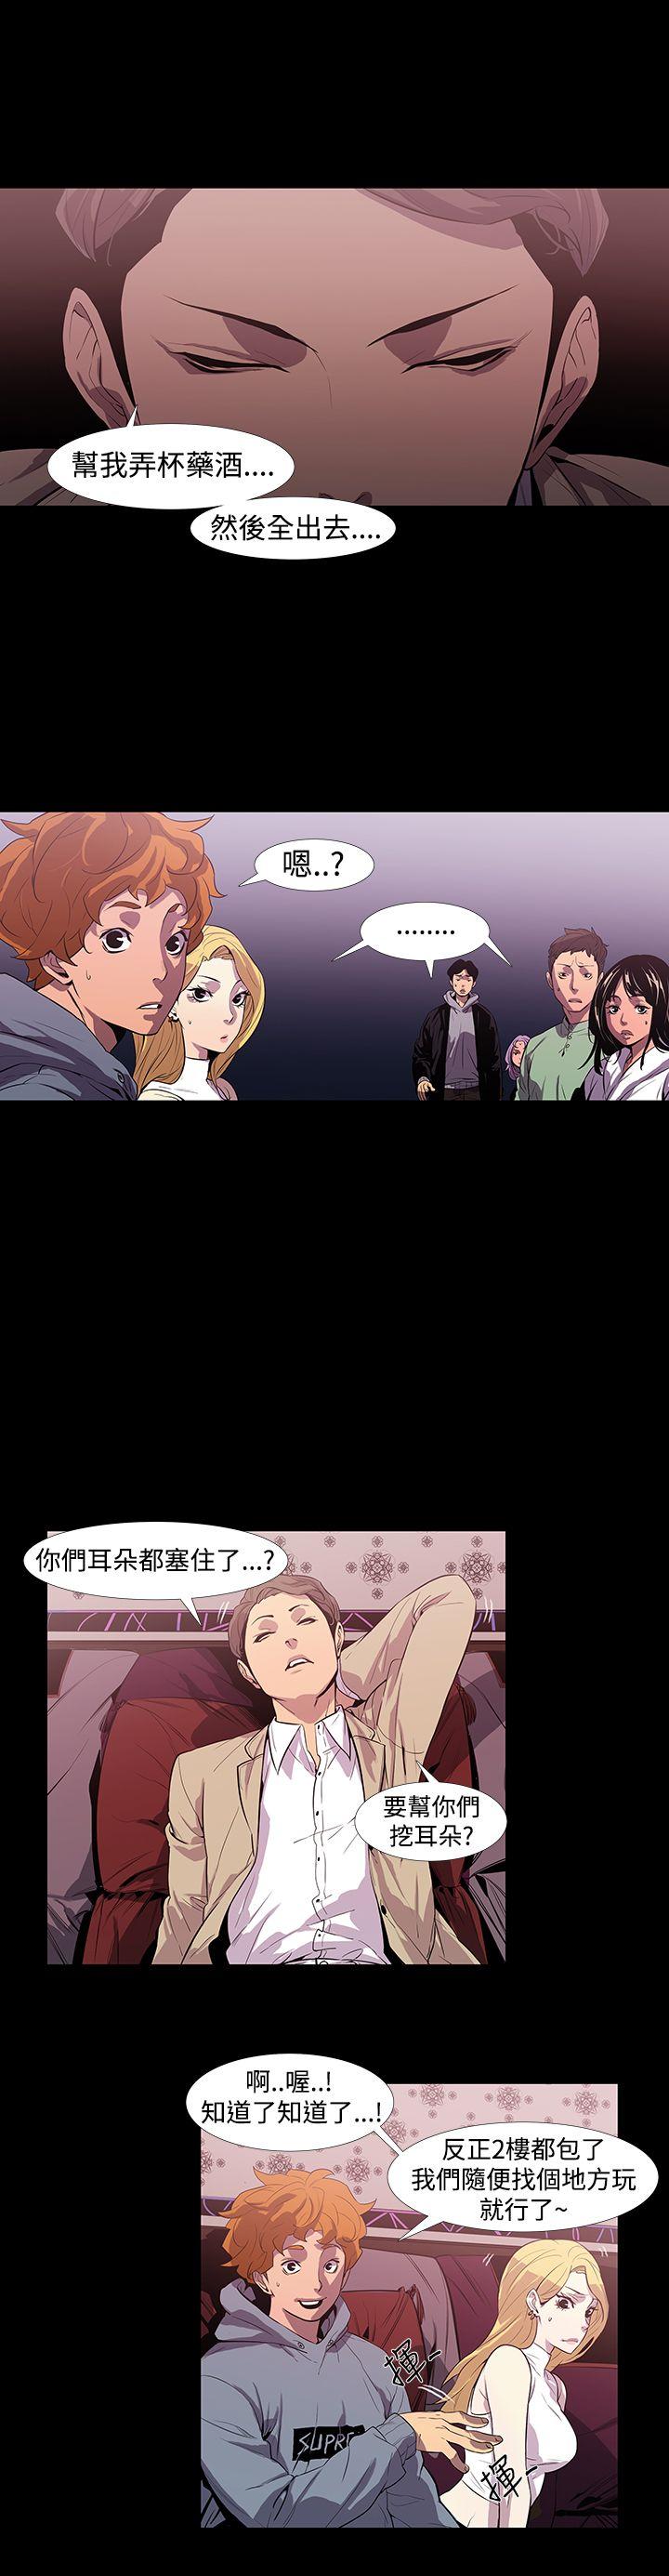 幫我弄杯藥酒....
然後全出去....
嗯..?
........
你們耳朵都塞住了...?
要幫你們
挖耳朵?
啊..喔..!
知道了知道了...!
反正2樓都包了
我們隨便找個地方玩
就行了~
揮-
SUPRE
揮-